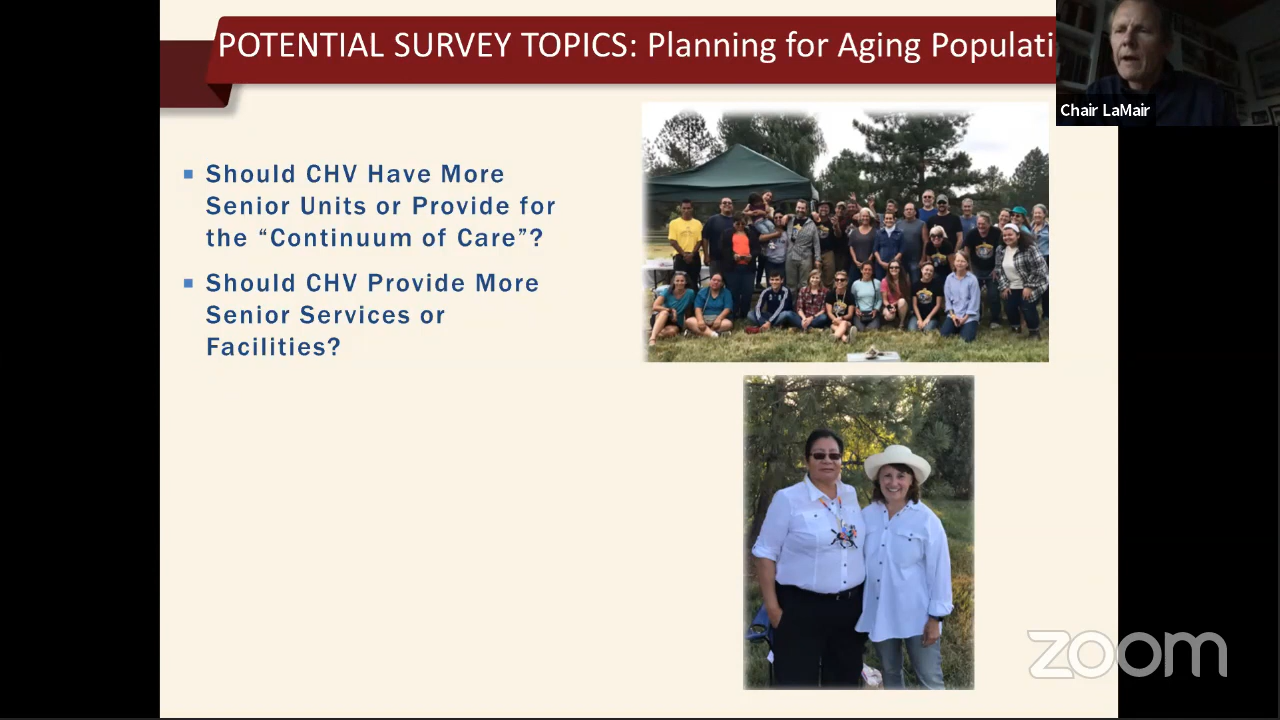 POTENTIAL SURVEY TOPICS: Planning for Aging Populati
Chair LaMair
Should CHV Have More
Senior Units or Provide for
the “Continuum of Care”?
Should CHV Provide More
Senior Services or
Facilities?
zoom